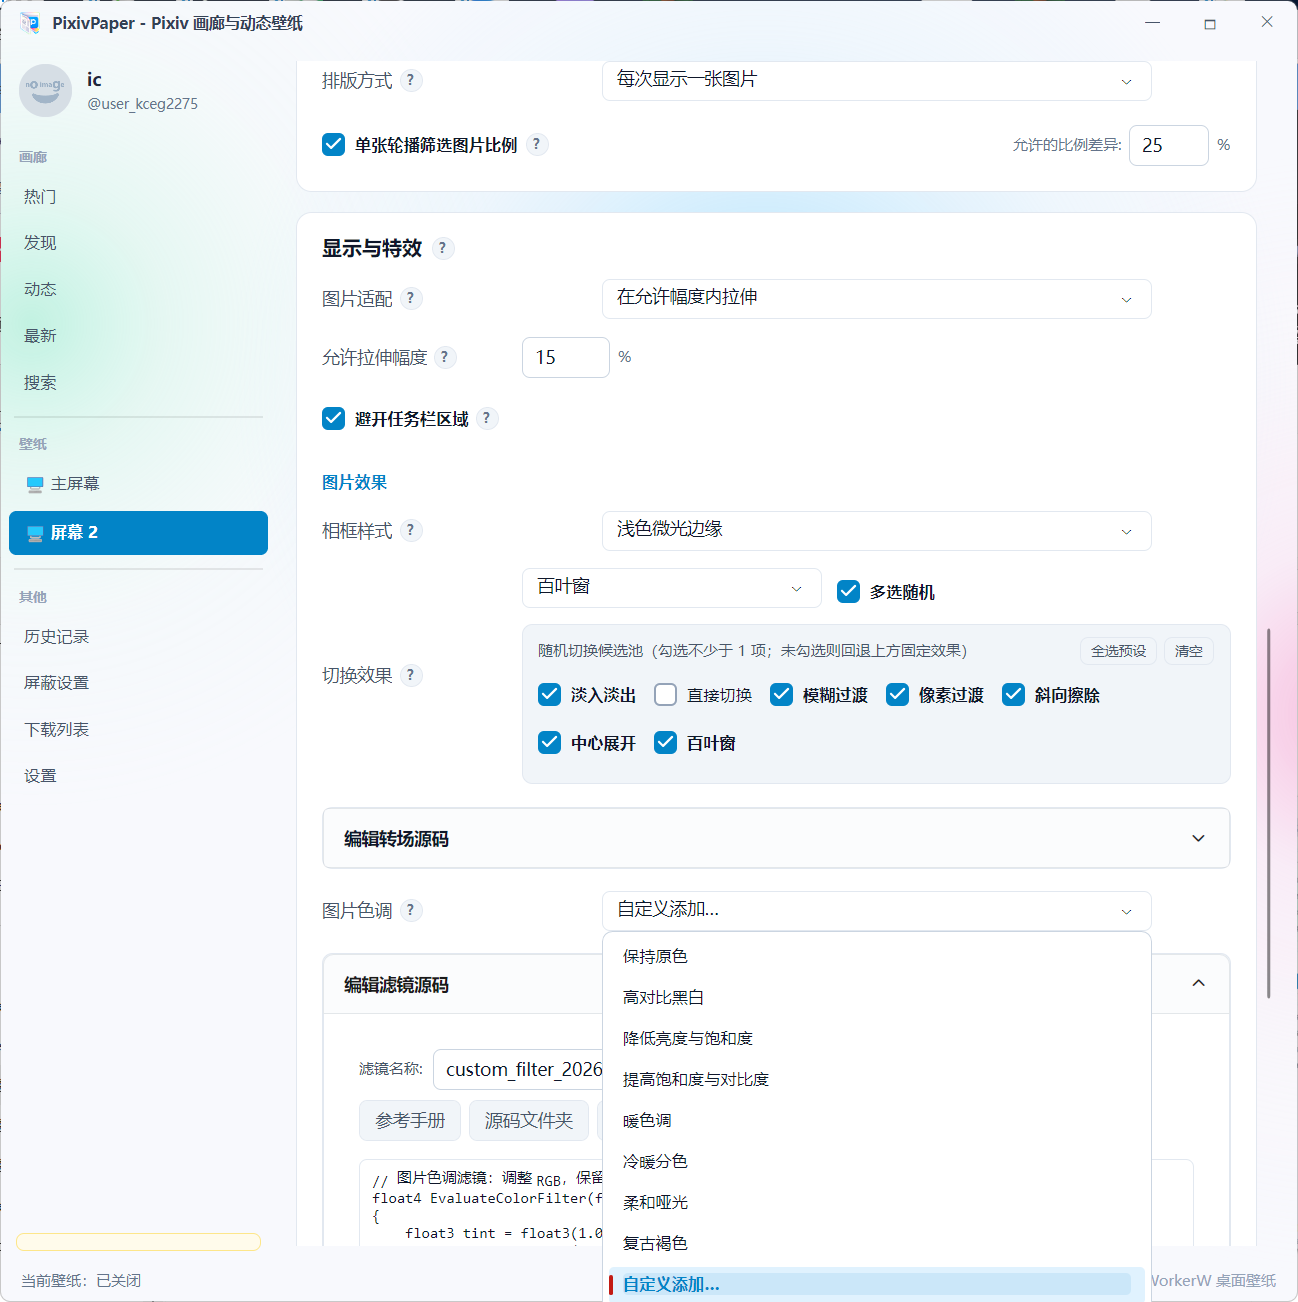 PixivPaper - Pixiv 画廊与动态壁纸
no image
ic
@user_kceg2275
画廊
热门
发现
动态
最新
搜索
壁纸
主屏幕
屏幕 2
其他
历史记录
屏蔽设置
下载列表
设置
当前壁纸：已关闭
排版方式 ?
每次显示一张图片
单张轮播筛选图片比例 ?
允许的比例差异: 25 %
显示与特效 ?
图片适配 ?
在允许幅度内拉伸
允许拉伸幅度 ? 15 %
避开任务栏区域 ?
图片效果
相框样式 ?
浅色微光边缘
百叶窗
多选随机
切换效果 ?
随机切换候选池（勾选不少于 1 项；未勾选则回退上方固定效果）
全选预设 清空
淡入淡出 直接切换 模糊过渡 像素过渡 斜向擦除
中心展开 百叶窗
编辑转场源码
图片色调 ?
自定义添加...
编辑滤镜源码
滤镜名称: custom_filter_2026
参考手册 源码文件夹
// 图片色调滤镜：调整 RGB，保留
float4 EvaluateColorFilter(f
{
float3 tint = float3(1.0
保持原色
高对比黑白
降低亮度与饱和度
提高饱和度与对比度
暖色调
冷暖分色
柔和哑光
复古褐色
自定义添加...
WorkerW 桌面壁纸